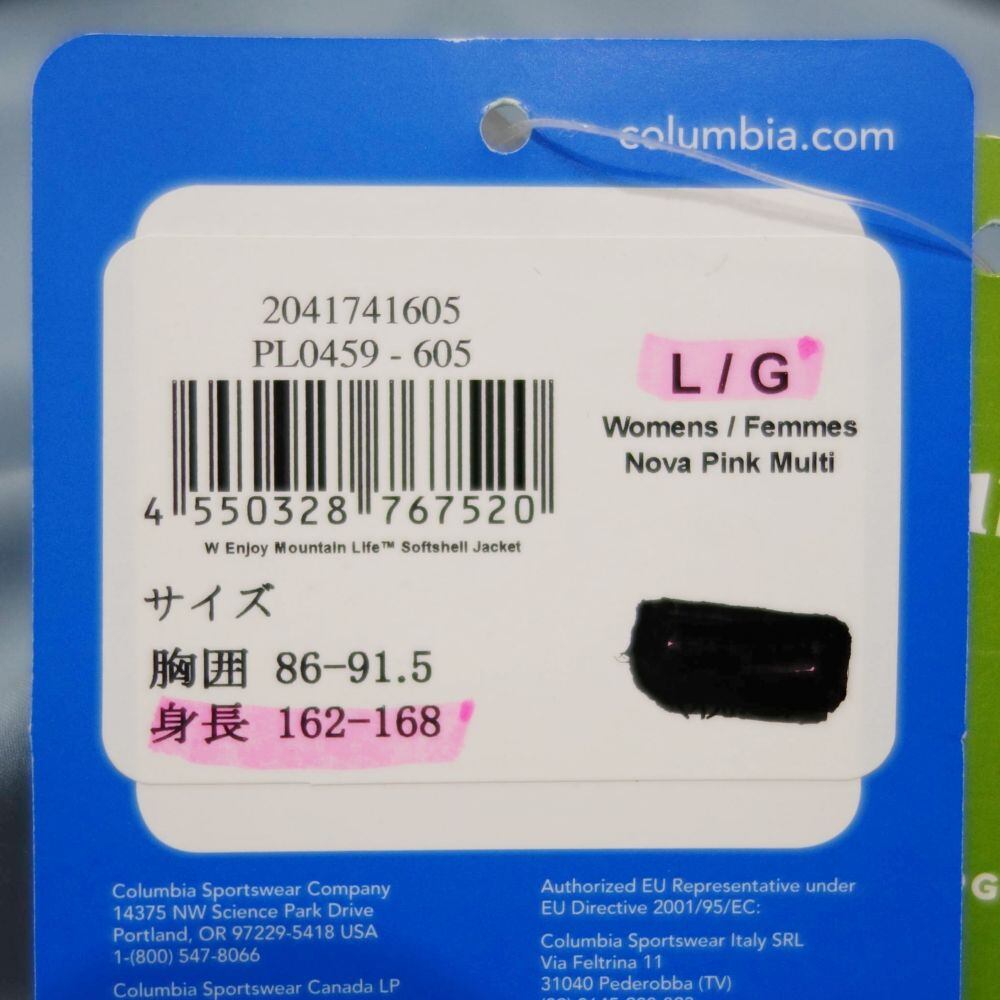 columbia.com
2041741605
PL0459 - 605
L / G
Womens / Femmes
Nova Pink Multi
4 550328 767520
W Enjoy Mountain Life™ Softshell Jacket
サイズ
胸囲 86-91.5
身長 162-168
Columbia Sportswear Company
14375 NW Science Park Drive
Portland, OR 97229-5418 USA
1-(800) 547-8066
Columbia Sportswear Canada LP
Authorized EU Representative under
EU Directive 2001/95/EC:
Columbia Sportswear Italy SRL
Via Feltrina 11
31040 Pederobba (TV)